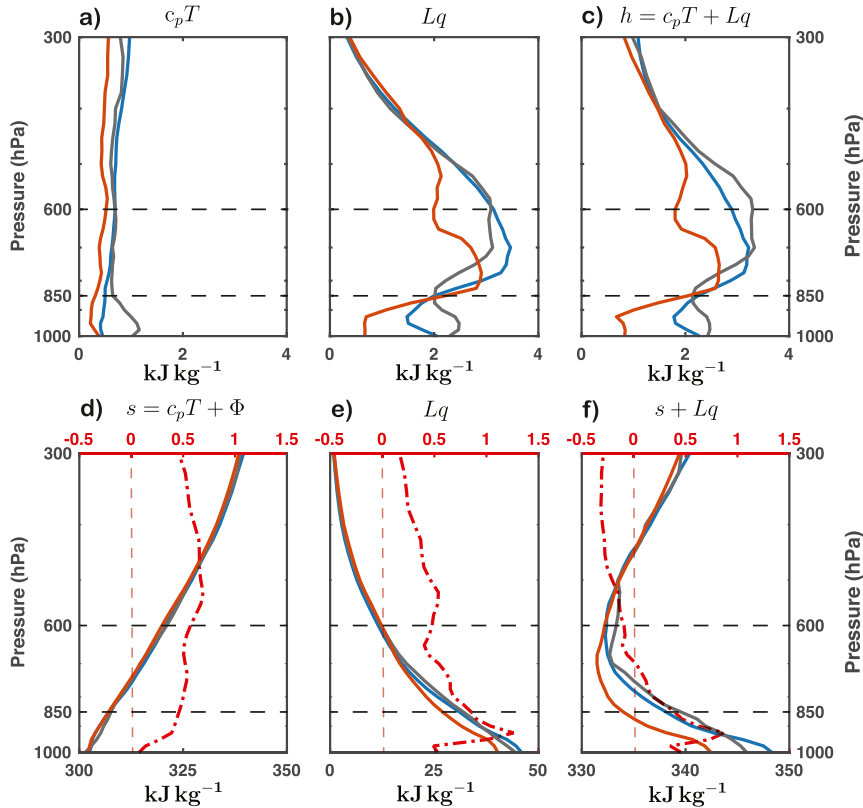 a) c_pT b) Lq c) h = c_pT + Lq
300 300
600 600
850 850
1000 1000
Pressure (hPa) Pressure (hPa)
0 2 4 0 2 4 0 2 4
kJ kg⁻¹ kJ kg⁻¹ kJ kg⁻¹
d) s = c_pT + Φ e) Lq f) s + Lq
-0.5 0 0.5 1 1.5 -0.5 0 0.5 1 1.5 -0.5 0 0.5 1 1.5
300 300
600 600
850 850
1000 1000
Pressure (hPa) Pressure (hPa)
300 325 350 0 25 50 330 340 350
kJ kg⁻¹ kJ kg⁻¹ kJ kg⁻¹